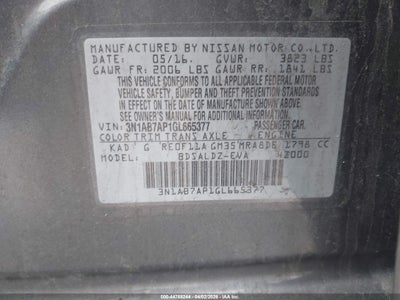 MANUFACTURED BY NISSAN MOTOR CO., LTD.
DATE: 05/16. GVWR: 3823 LBS
GAWR FR: 2006 LBS GAWR RR: 1841 LBS
THIS VEHICLE CONFORMS TO ALL APPLICABLE FEDERAL MOTOR
VEHICLE SAFETY, BUMPER AND THEFT PREVENTION STANDARDS
IN EFFECT ON THE DATE OF MANUFACTURE SHOWN ABOVE.
SEE OWNER'S MANUAL FOR ADDITIONAL INFORMATION
VIN: 3N1AB7AP1GL665377 PASSENGER CAR.
COLOR TRIM TRANS AXLE ENGINE
KAD G RE0F11A GM35 MRA8DE 1798 CC
MODEL: BDSALDZ-EVA
3N1AB7AP1GL665377